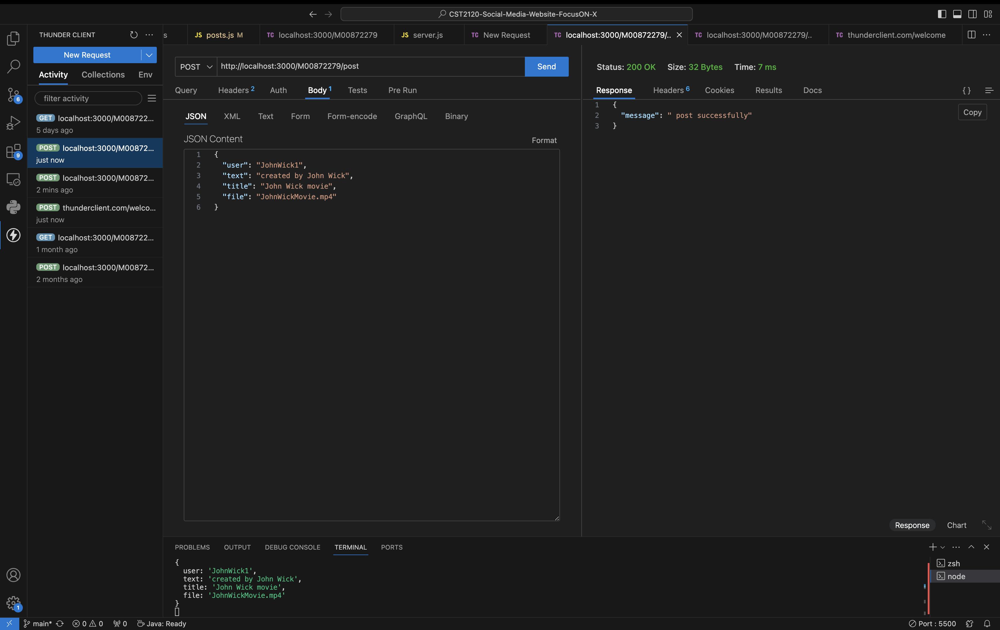 CST2120-Social-Media-Website-FocusON-X
THUNDER CLIENT
s
JS posts.js M
TC localhost:3000/M00872279
JS server.js
TC New Request
TC localhost:3000/M00872279/..
TC localhost:3000/M00872279/..
TC thunderclient.com/welcome
New Request
Activity Collections Env
filter activity
GET localhost:3000/M008722...
5 days ago
POST localhost:3000/M00872...
just now
POST localhost:3000/M00872...
2 mins ago
POST thunderclient.com/welco...
just now
GET localhost:3000/M008722...
1 month ago
POST localhost:3000/M00872...
2 months ago
6
9
1
POST http://localhost:3000/M00872279/post Send
Query Headers 2 Auth Body 1 Tests Pre Run
JSON XML Text Form Form-encode GraphQL Binary
JSON Content Format
1 {
2 "user": "JohnWick1",
3 "text": "created by John Wick",
4 "title": "John Wick movie",
5 "file": "JohnWickMovie.mp4"
6 }
Status: 200 OK Size: 32 Bytes Time: 7 ms
Response Headers 6 Cookies Results Docs { }
1 {
2 "message": " post successfully"
3 }
Copy
Response Chart
PROBLEMS OUTPUT DEBUG CONSOLE TERMINAL PORTS
{
user: 'JohnWick1',
text: 'created by John Wick',
title: 'John Wick movie',
file: 'JohnWickMovie.mp4'
}
zsh
node
main* 0 0 0 Java: Ready
Port : 5500